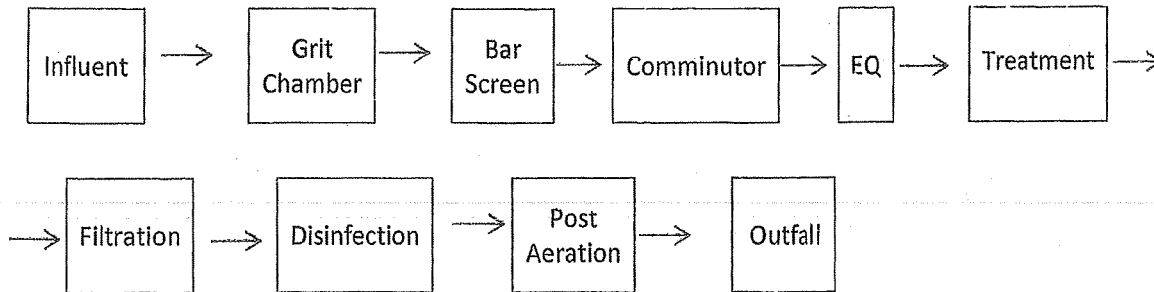 Influent
Grit
Chamber
Bar
Screen
Comminutor
EQ
Treatment
Filtration
Disinfection
Post
Aeration
Outfall